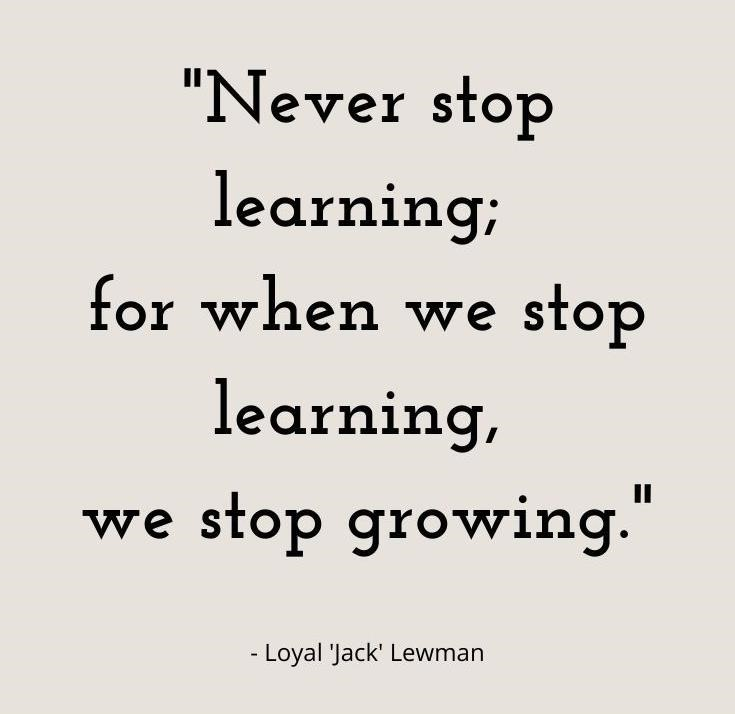 "Never stop
learning;
for when we stop
learning,
we stop growing."
- Loyal 'Jack' Lewman